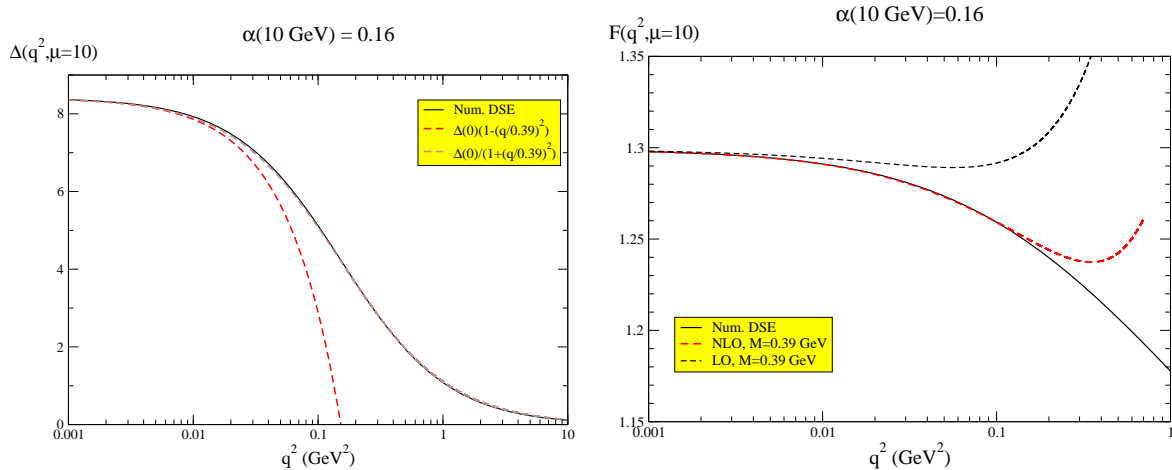 α(10 GeV) = 0.16
Δ(q²,μ=10)
8
6
4
2
0
Num. DSE
Δ(0)(1-(q/0.39)²)
Δ(0)/(1+(q/0.39)²)
0.001
0.01
0.1
1
10
q² (GeV²)
α(10 GeV)=0.16
F(q²,μ=10)
1.35
1.3
1.25
1.2
1.15
Num. DSE
NLO, M=0.39 GeV
LO, M=0.39 GeV
0.001
0.01
0.1
1
q² (GeV²)